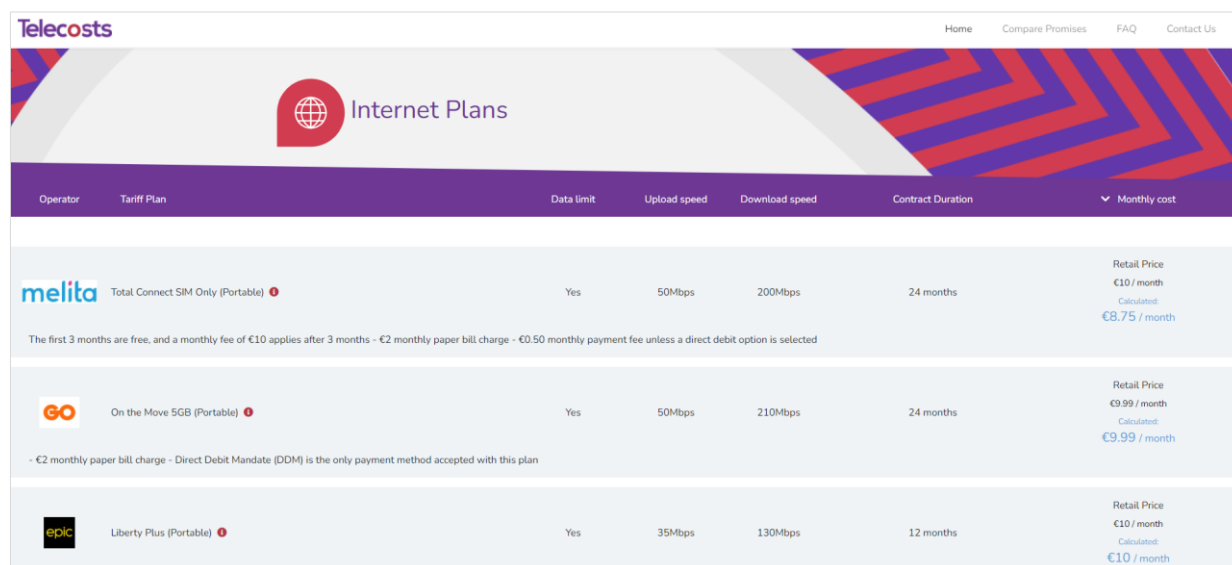 Telecosts
Home Compare Promises FAQ Contact Us
Internet Plans
Operator Tariff Plan Data limit Upload speed Download speed Contract Duration Monthly cost
Retail Price
€10 / month
melita Total Connect SIM Only (Portable) Yes 50Mbps 200Mbps 24 months
Calculated:
€8.75 / month
The first 3 months are free, and a monthly fee of €10 applies after 3 months - €2 monthly paper bill charge - €0.50 monthly payment fee unless a direct debit option is selected
Retail Price
€9.99 / month
GO On the Move 5GB (Portable) Yes 50Mbps 210Mbps 24 months
Calculated:
€9.99 / month
- €2 monthly paper bill charge - Direct Debit Mandate (DDM) is the only payment method accepted with this plan
Retail Price
€10 / month
epic Liberty Plus (Portable) Yes 35Mbps 130Mbps 12 months
Calculated:
€10 / month